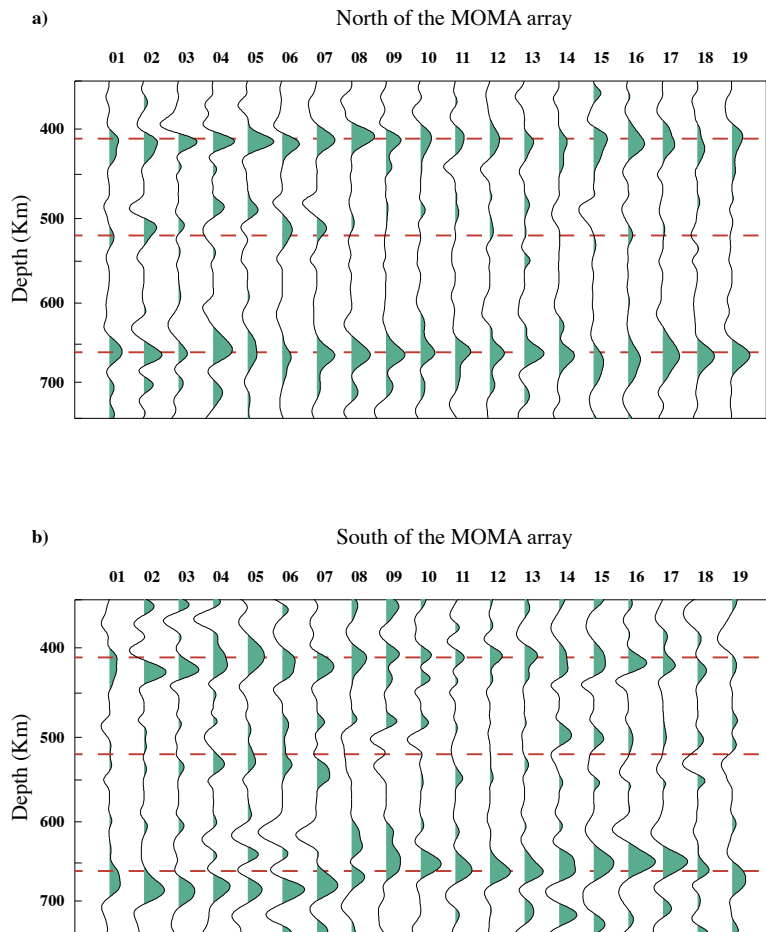 a)
North of the MOMA array
01 02 03 04 05 06 07 08 09 10 11 12 13 14 15 16 17 18 19
400
500
600
700
Depth (Km)
b)
South of the MOMA array
01 02 03 04 05 06 07 08 09 10 11 12 13 14 15 16 17 18 19
400
500
600
700
Depth (Km)